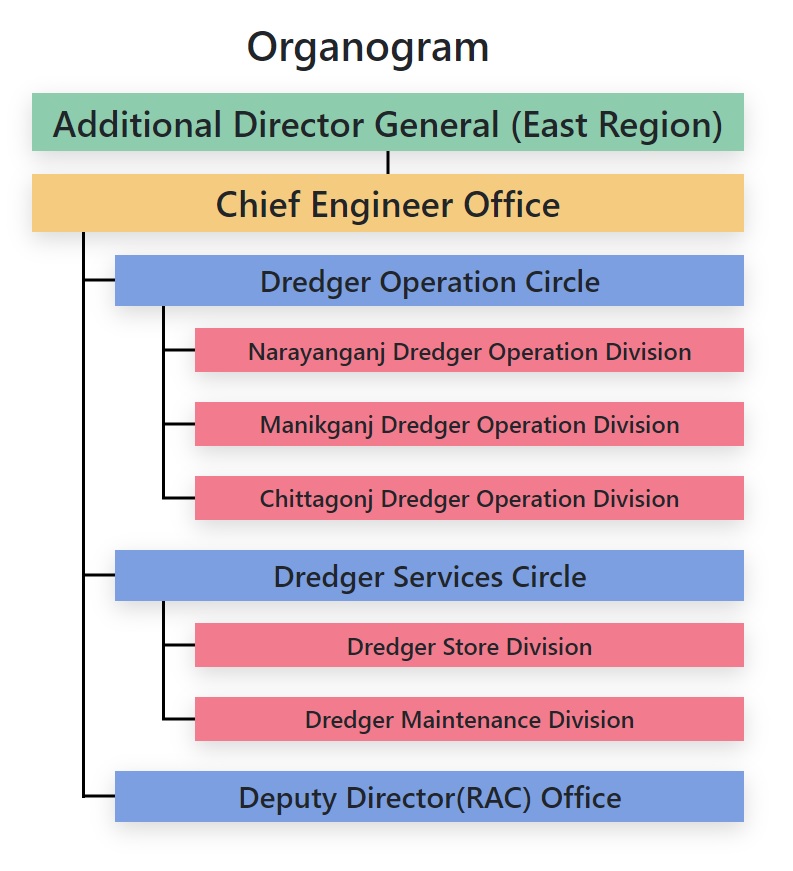 Organogram
Additional Director General (East Region)
Chief Engineer Office
Dredger Operation Circle
Narayanganj Dredger Operation Division
Manikganj Dredger Operation Division
Chittagonj Dredger Operation Division
Dredger Services Circle
Dredger Store Division
Dredger Maintenance Division
Deputy Director(RAC) Office